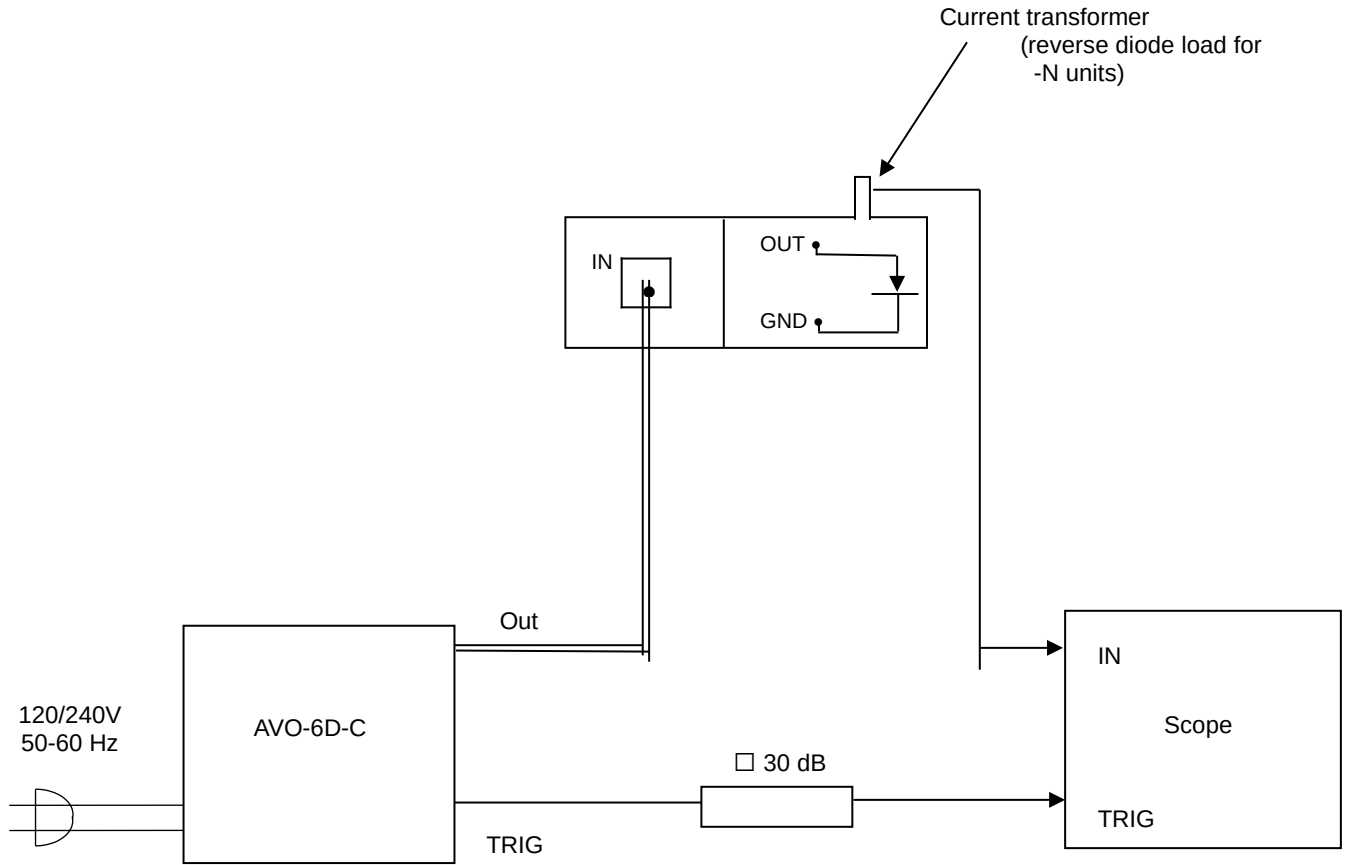 Current transformer
(reverse diode load for
-N units)
OUT
IN
GND
Out
IN
120/240V
50-60 Hz
AVO-6D-C
Scope
□ 30 dB
TRIG
TRIG